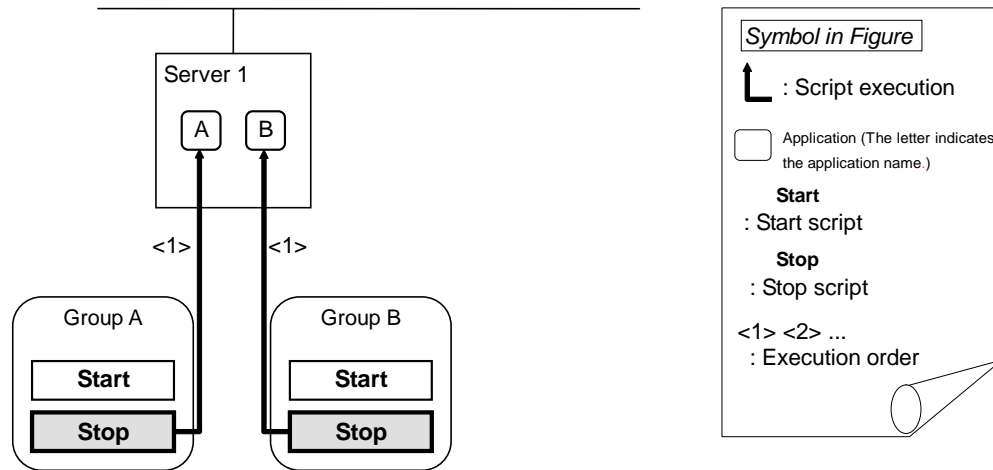 Server 1
A B
<1> <1>
Group A
Start
Stop
Group B
Start
Stop
Symbol in Figure
: Script execution
Application (The letter indicates
the application name.)
Start
: Start script
Stop
: Stop script
<1> <2> ...
: Execution order